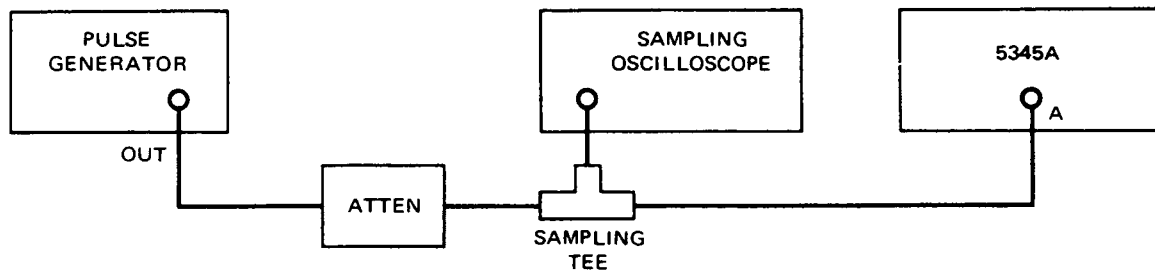 PULSE
GENERATOR
OUT
ATTEN
SAMPLING
OSCILLOSCOPE
SAMPLING
TEE
5345A
A